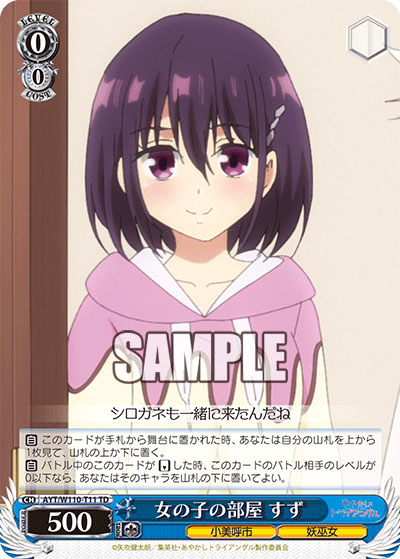 LEVEL
0
0
COST
SAMPLE
シロガネも一緒に来たんだね
自 このカードが手札から舞台に置かれた時、あなたは自分の山札を上から
1枚見て、山札の上か下に置く。
自 バトル中のこのカードが【】した時、このカードのバトル相手のレベルが
0以下なら、あなたはそのキャラを山札の下に置いてよい。
CH AYT/W110-T11 TD
500
女の子の部屋 すず
小美呼市 妖巫女
あやかしトライアングル
©矢吹健太朗/集英社・あやかしトライアングル製作委員会